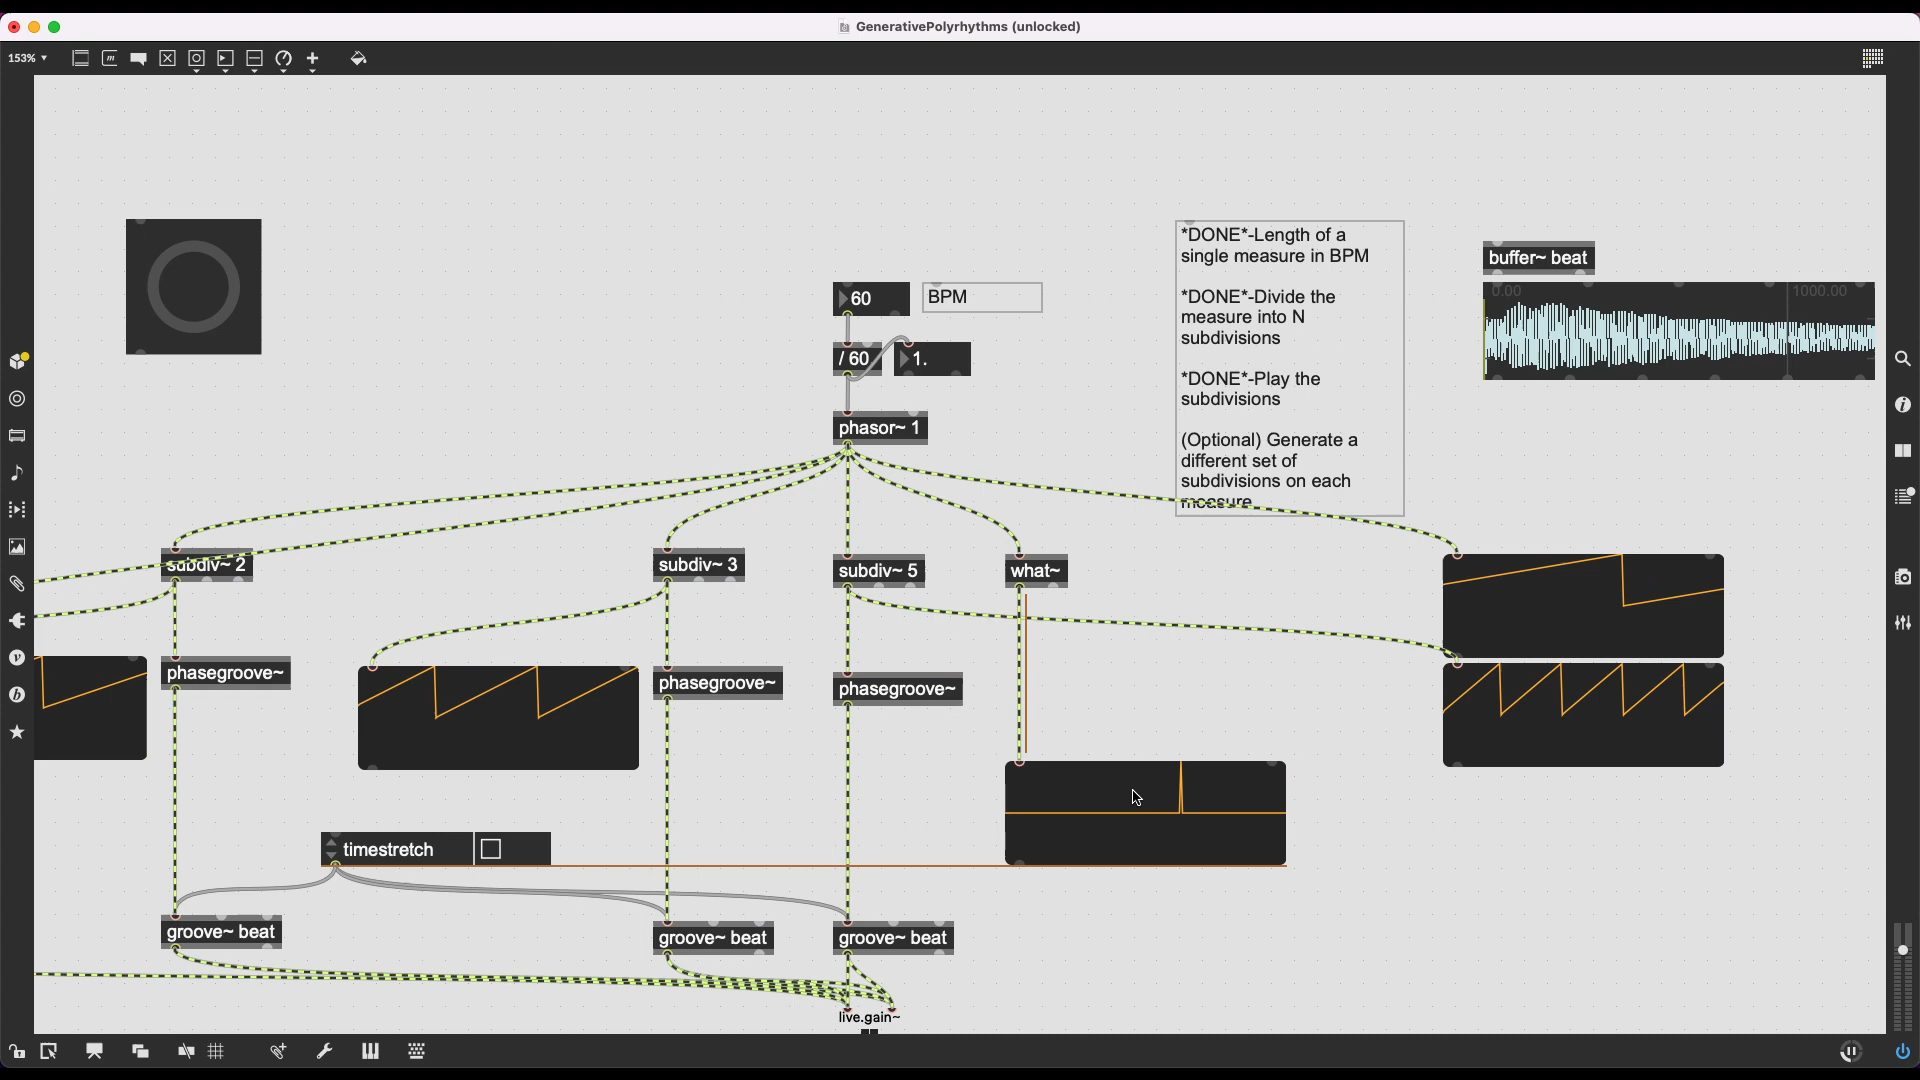 GenerativePolyrhythms (unlocked)
153%
*DONE*-Length of a
single measure in BPM
*DONE*-Divide the
measure into N
subdivisions
*DONE*-Play the
subdivisions
(Optional) Generate a
different set of
subdivisions on each
measure
buffer~ beat
0.00
1000.00
60
BPM
/ 60
1.
phasor~ 1
subdiv~ 2
subdiv~ 3
subdiv~ 5
what~
phasegroove~
phasegroove~
phasegroove~
timestretch
groove~ beat
groove~ beat
groove~ beat
live.gain~